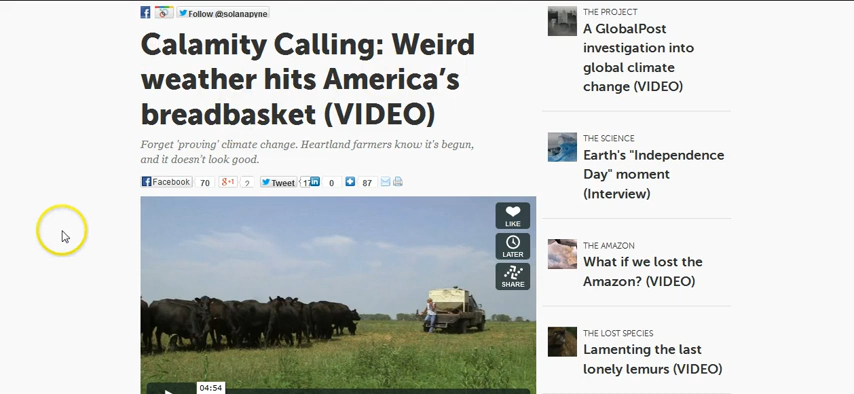 Follow @solanapyne
Calamity Calling: Weird
weather hits America's
breadbasket (VIDEO)
Forget 'proving' climate change. Heartland farmers know it's begun,
and it doesn't look good.
Facebook 70 g+1 2 Tweet in 0 87
LIKE
LATER
SHARE
04:54
THE PROJECT
A GlobalPost
investigation into
global climate
change (VIDEO)
THE SCIENCE
Earth's "Independence
Day" moment
(Interview)
THE AMAZON
What if we lost the
Amazon? (VIDEO)
THE LOST SPECIES
Lamenting the last
lonely lemurs (VIDEO)